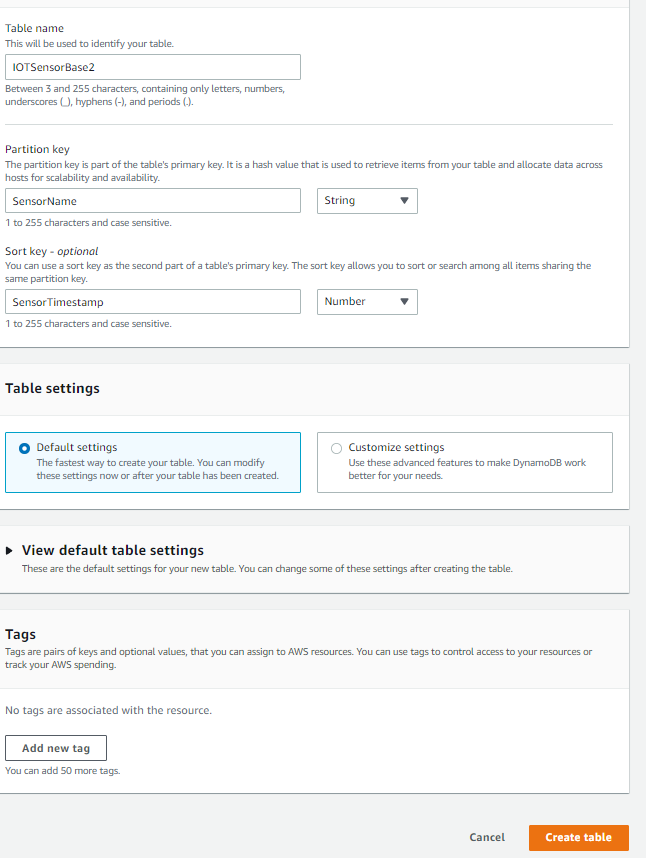 Table name
This will be used to identify your table.
IOTSensorBase2
Between 3 and 255 characters, containing only letters, numbers,
underscores (_), hyphens (-), and periods (.).
Partition key
The partition key is part of the table's primary key. It is a hash value that is used to retrieve items from your table and allocate data across
hosts for scalability and availability.
SensorName
String
1 to 255 characters and case sensitive.
Sort key - optional
You can use a sort key as the second part of a table's primary key. The sort key allows you to sort or search among all items sharing the
same partition key.
SensorTimestamp
Number
1 to 255 characters and case sensitive.
Table settings
Default settings
The fastest way to create your table. You can modify
these settings now or after your table has been created.
Customize settings
Use these advanced features to make DynamoDB work
better for your needs.
View default table settings
These are the default settings for your new table. You can change some of these settings after creating the table.
Tags
Tags are pairs of keys and optional values, that you can assign to AWS resources. You can use tags to control access to your resources or
track your AWS spending.
No tags are associated with the resource.
Add new tag
You can add 50 more tags.
Cancel
Create table